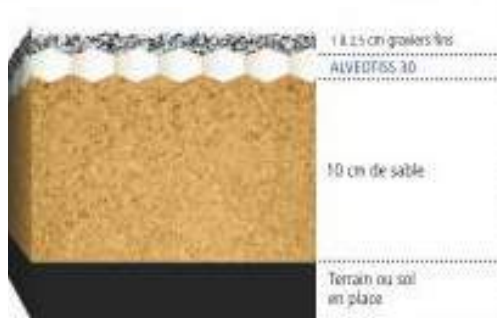 1 à 2.5 cm graviers fins
ALVEOTISS 30
10 cm de sable
Terrain ou sol
en place